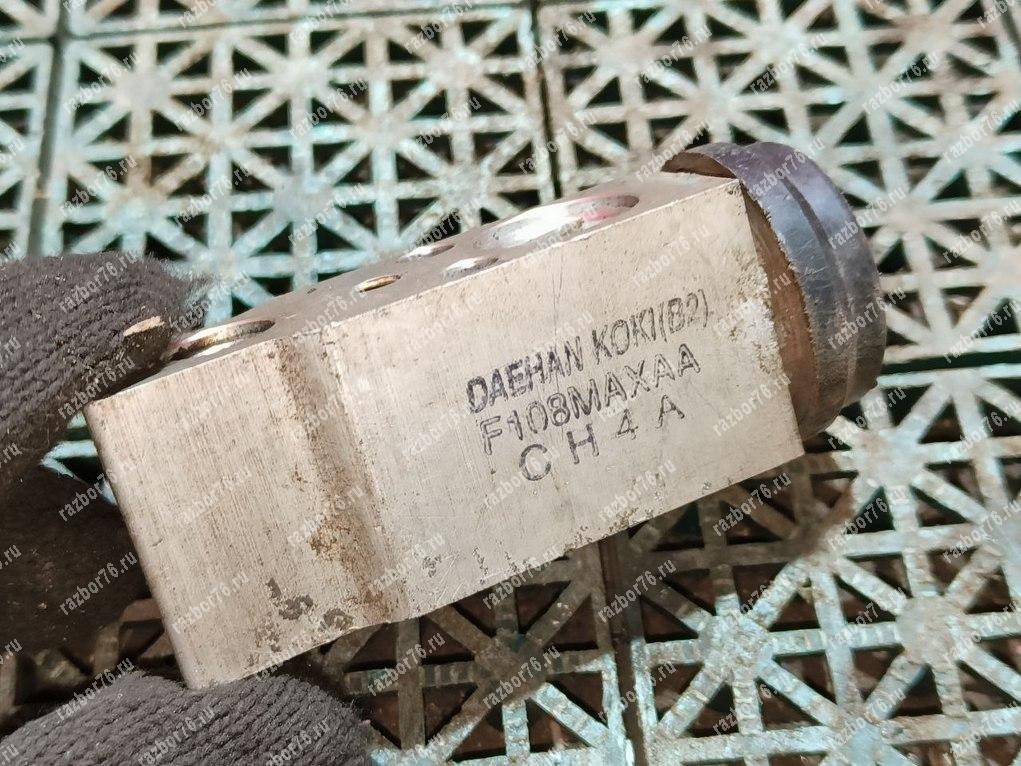 DAEHAN KOKI(B2)
F108MAXAA
CH4A
razbor76.ru